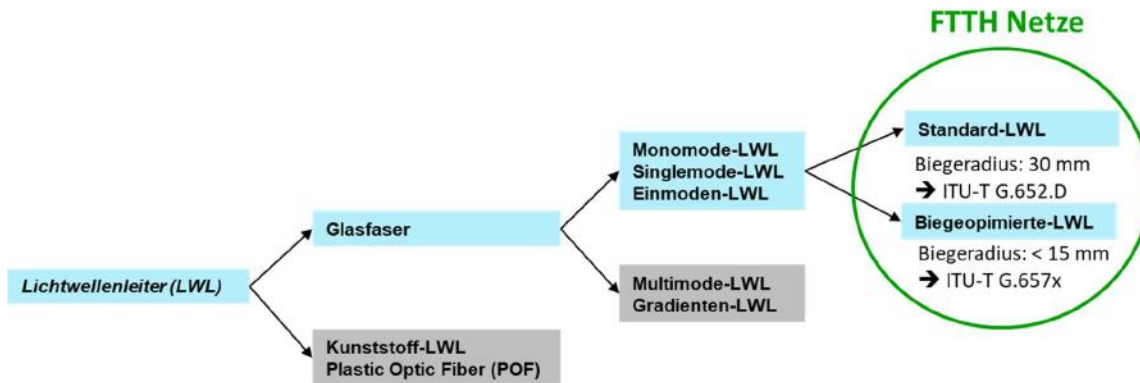 FTTH Netze
Standard-LWL
Biegeradius: 30 mm
➔ ITU-T G.652.D
Biegeopimierte-LWL
Biegeradius: < 15 mm
➔ ITU-T G.657x
Monomode-LWL
Singlemode-LWL
Einmoden-LWL
Multimode-LWL
Gradienten-LWL
Glasfaser
Kunststoff-LWL
Plastic Optic Fiber (POF)
Lichtwellenleiter (LWL)